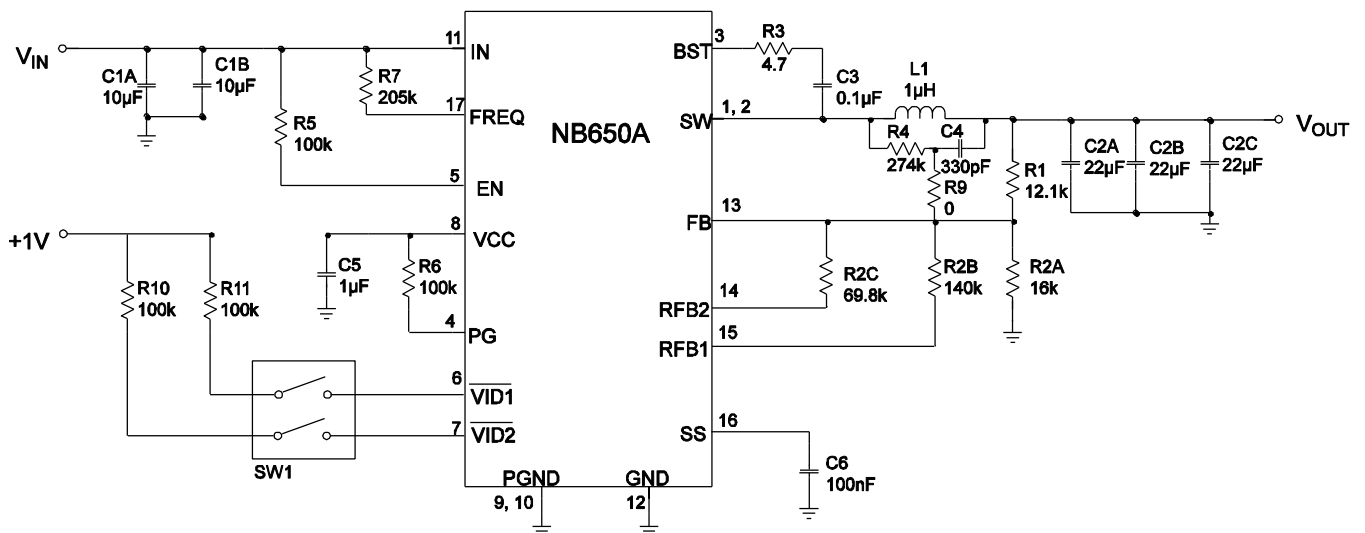 VIN
C1A
10µF
C1B
10µF
R5
100k
R7
205k
11
IN
17
FREQ
5
EN
NB650A
3
BST
R3
4.7
C3
0.1µF
1, 2
SW
L1
1µH
R4
274k
C4
330pF
R9
0
R1
12.1k
C2A
22µF
C2B
22µF
C2C
22µF
VOUT
13
FB
R2C
69.8k
R2B
140k
R2A
16k
14
RFB2
15
RFB1
16
SS
C6
100nF
+1V
R10
100k
R11
100k
C5
1µF
8
VCC
R6
100k
4
PG
6
VID1
7
VID2
SW1
PGND
9, 10
GND
12